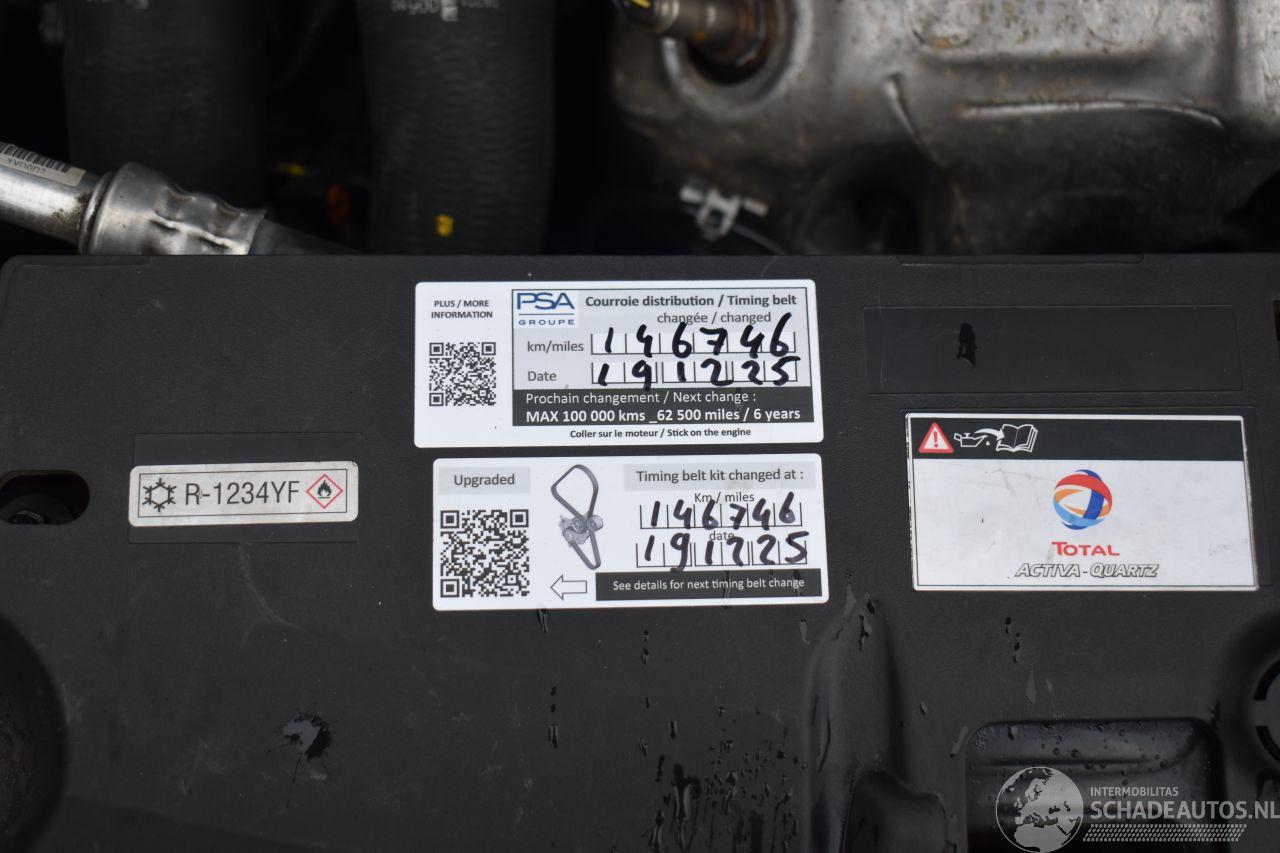 PLUS / MORE
INFORMATION
PSA
GROUPE
Courroie distribution / Timing belt
changée / changed
km/miles 146746
Date 191225
Prochain changement / Next change :
MAX 100 000 kms _62 500 miles / 6 years
Coller sur le moteur / Stick on the engine
R-1234YF
Upgraded
Timing belt kit changed at :
Km / miles
146746
date
191225
See details for next timing belt change
TOTAL
ACTIVA-QUARTZ
INTERMOBILITAS
SCHADEAUTOS.NL